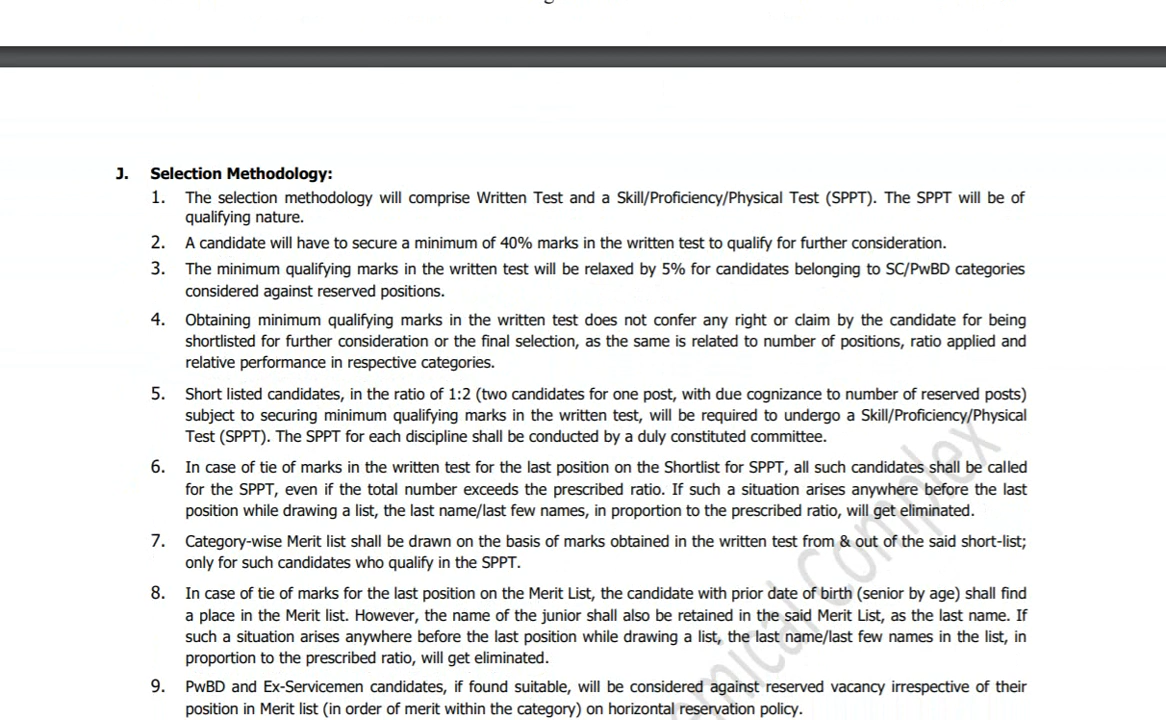 J. Selection Methodology:
1. The selection methodology will comprise Written Test and a Skill/Proficiency/Physical Test (SPPT). The SPPT will be of
qualifying nature.
2. A candidate will have to secure a minimum of 40% marks in the written test to qualify for further consideration.
3. The minimum qualifying marks in the written test will be relaxed by 5% for candidates belonging to SC/PwBD categories
considered against reserved positions.
4. Obtaining minimum qualifying marks in the written test does not confer any right or claim by the candidate for being
shortlisted for further consideration or the final selection, as the same is related to number of positions, ratio applied and
relative performance in respective categories.
5. Short listed candidates, in the ratio of 1:2 (two candidates for one post, with due cognizance to number of reserved posts)
subject to securing minimum qualifying marks in the written test, will be required to undergo a Skill/Proficiency/Physical
Test (SPPT). The SPPT for each discipline shall be conducted by a duly constituted committee.
6. In case of tie of marks in the written test for the last position on the Shortlist for SPPT, all such candidates shall be called
for the SPPT, even if the total number exceeds the prescribed ratio. If such a situation arises anywhere before the last
position while drawing a list, the last name/last few names, in proportion to the prescribed ratio, will get eliminated.
7. Category-wise Merit list shall be drawn on the basis of marks obtained in the written test from & out of the said short-list;
only for such candidates who qualify in the SPPT.
8. In case of tie of marks for the last position on the Merit List, the candidate with prior date of birth (senior by age) shall find
a place in the Merit list. However, the name of the junior shall also be retained in the said Merit List, as the last name. If
such a situation arises anywhere before the last position while drawing a list, the last name/last few names in the list, in
proportion to the prescribed ratio, will get eliminated.
9. PwBD and Ex-Servicemen candidates, if found suitable, will be considered against reserved vacancy irrespective of their
position in Merit list (in order of merit within the category) on horizontal reservation policy.
mical Complex